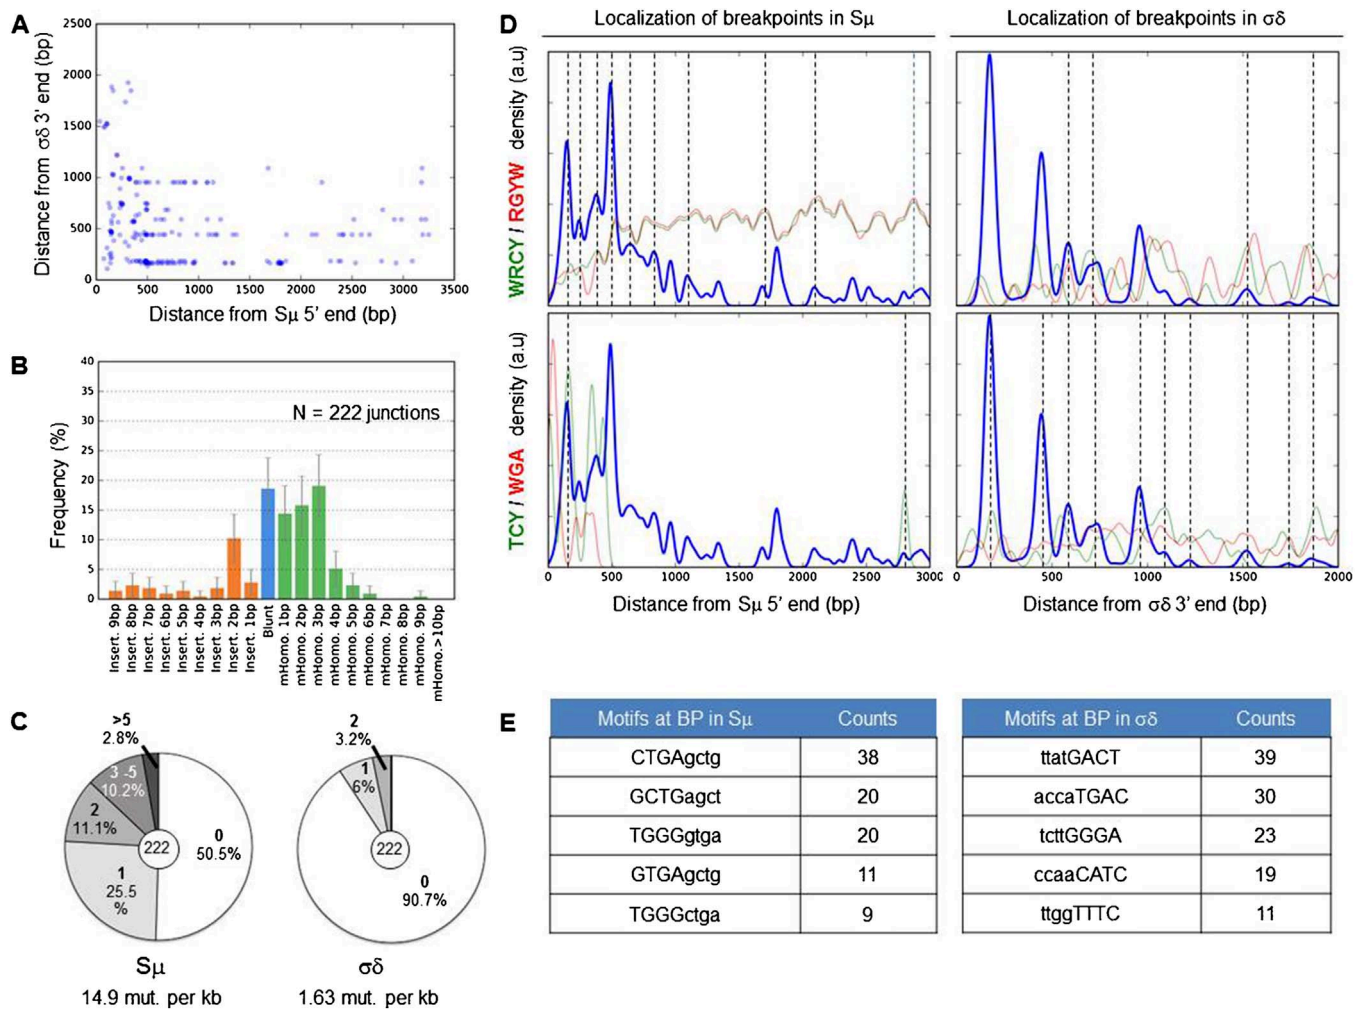 A
Distance from σδ 3' end (bp)
2500
2000
1500
1000
500
0
0 500 1000 1500 2000 2500 3000 3500
Distance from Sμ 5' end (bp)
B
Frequency (%)
40
35
30
25
20
15
10
5
0
N = 222 junctions
Insert. 9bp
Insert. 8bp
Insert. 7bp
Insert. 6bp
Insert. 5bp
Insert. 4bp
Insert. 3bp
Insert. 2bp
Insert. 1bp
Blunt
mHomo. 1bp
mHomo. 2bp
mHomo. 3bp
mHomo. 4bp
mHomo. 5bp
mHomo. 6bp
mHomo. 7bp
mHomo. 8bp
mHomo. 9bp
mHomo.>10bp
C
>5
2.8%
3 -5
10.2%
2
11.1%
1
25.5
%
0
50.5%
222
Sμ
14.9 mut. per kb
2
3.2%
1
6%
0
90.7%
222
σδ
1.63 mut. per kb
D
Localization of breakpoints in Sμ
Localization of breakpoints in σδ
WRCY / RGYW density (a.u)
TCY / WGA density (a.u)
0 500 1000 1500 2000 2500 3000
Distance from Sμ 5' end (bp)
0 500 1000 1500 2000
Distance from σδ 3' end (bp)
E
Motifs at BP in Sμ Counts
CTGAgctg 38
GCTGagct 20
TGGGgtga 20
GTGAgctg 11
TGGGctga 9
Motifs at BP in σδ Counts
ttatGACT 39
accaTGAC 30
tcttGGGA 23
ccaaCATC 19
ttggTTTC 11